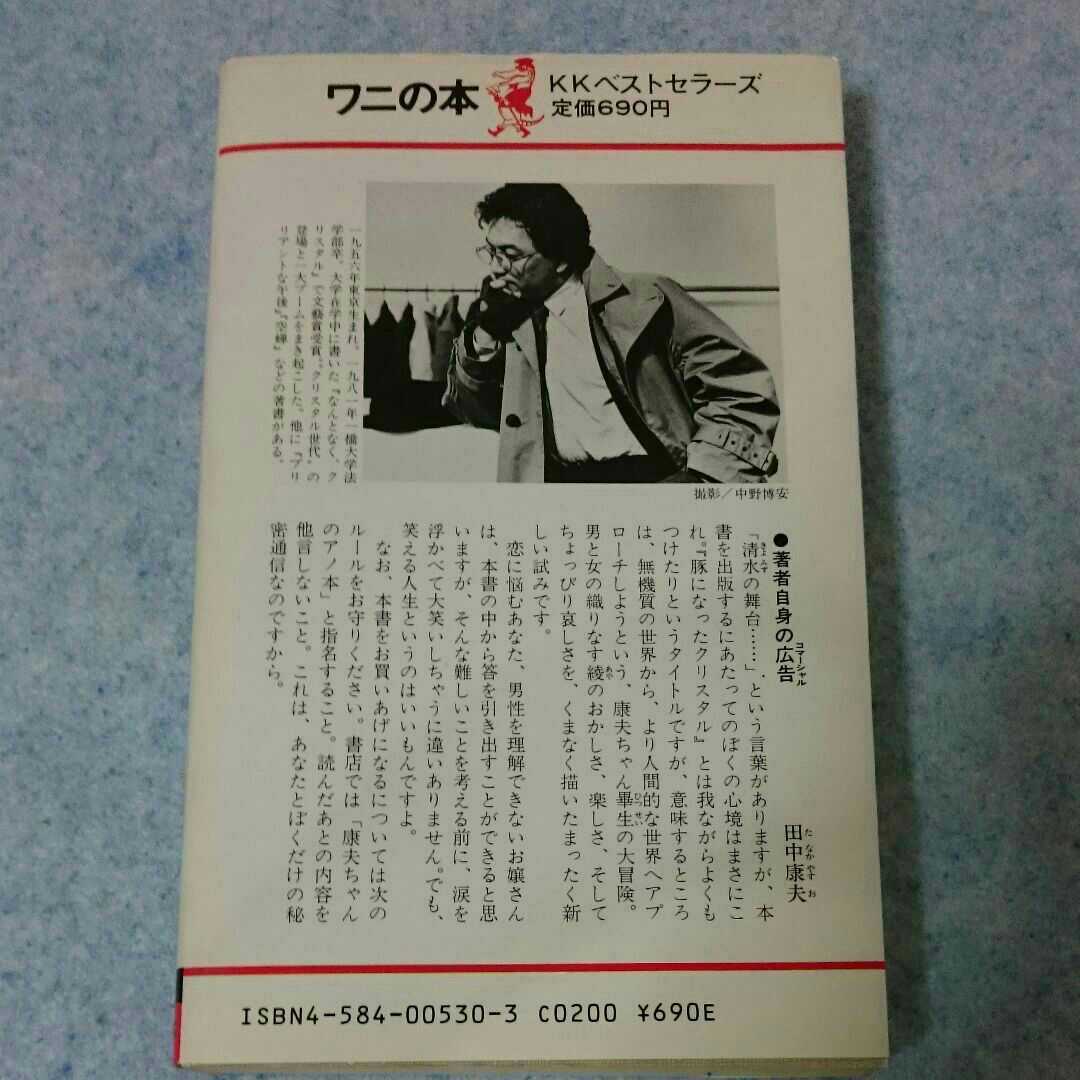 ワニの本
KKベストセラーズ
定価690円
一九五六年東京生まれ。一九八一年一橋大学法
学部卒。大学在学中に書いた『なんとなく、ク
リスタル』で文藝賞受賞。"クリスタル世代"の
登場と一大ブームをまき起こした。他に『ブリ
リアントな午後』『空蟬』などの著書がある。
撮影／中野博安
●著者自身の広告
コマーシャル
田中康夫
たなかやすお
「清水の舞台……」という言葉がありますが、本
きよみず
書を出版するにあたってのぼくの心境はまさにこ
れ。『豚になったクリスタル』とは我ながらよくも
つけたりというタイトルですが、意味するところ
は、無機質の世界から、より人間的な世界へアプ
ローチしようという、康夫ちゃん畢生の大冒険。
ひっせい
男と女の織りなす綾のおかしさ、楽しさ、そして
あや
ちょっぴり哀しさを、くまなく描いたまったく新
しい試みです。
恋に悩むあなた、男性を理解できないお嬢さん
は、本書の中から答を引き出すことができると思
いますが、そんな難しいことを考える前に、涙を
浮かべて大笑いしちゃうに違いありません。でも、
笑える人生というのはいいもんですよ。
なお、本書をお買いあげになるについては次の
ルールをお守りください。書店では「康夫ちゃん
のアノ本」と指名すること。読んだあとの内容を
他言しないこと。これは、あなたとぼくだけの秘
密通信なのですから。
ISBN4-584-00530-3 C0200 ¥690E